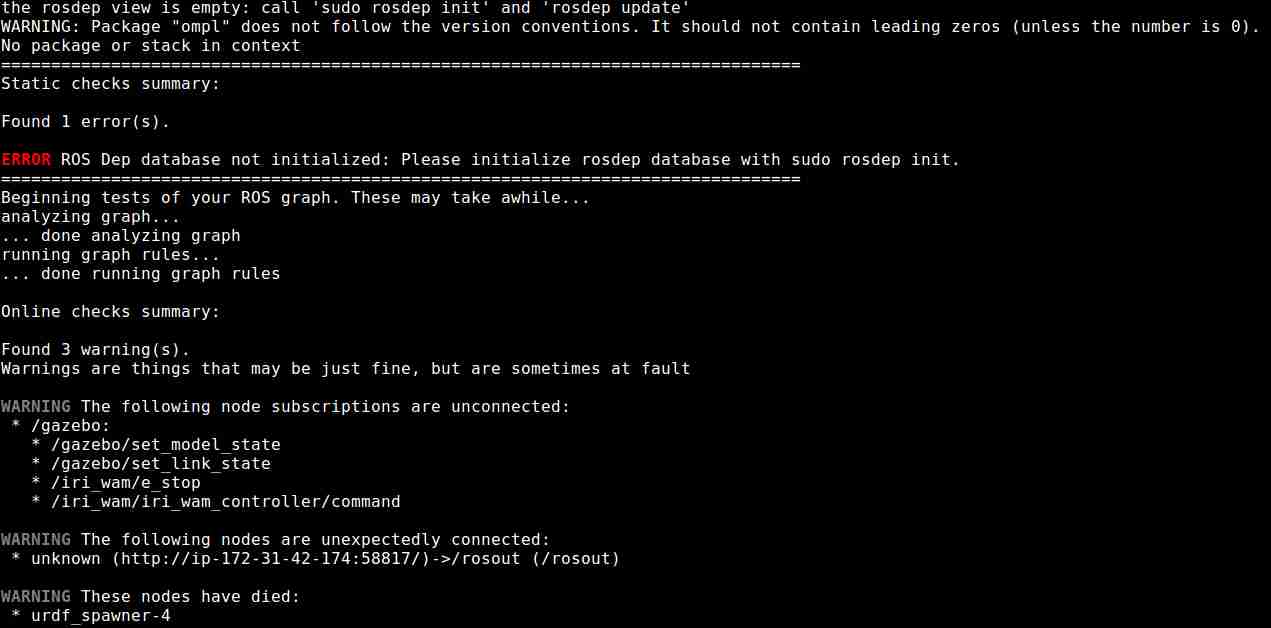 the rosdep view is empty: call 'sudo rosdep init' and 'rosdep update'
WARNING: Package "ompl" does not follow the version conventions. It should not contain leading zeros (unless the number is 0).
No package or stack in context
================================================================================
Static checks summary:

Found 1 error(s).

ERROR ROS Dep database not initialized: Please initialize rosdep database with sudo rosdep init.
================================================================================
Beginning tests of your ROS graph. These may take awhile...
analyzing graph...
... done analyzing graph
running graph rules...
... done running graph rules

Online checks summary:

Found 3 warning(s).
Warnings are things that may be just fine, but are sometimes at fault

WARNING The following node subscriptions are unconnected:
 * /gazebo:
   * /gazebo/set_model_state
   * /gazebo/set_link_state
   * /iri_wam/e_stop
   * /iri_wam/iri_wam_controller/command

WARNING The following nodes are unexpectedly connected:
 * unknown (http://ip-172-31-42-174:58817/)->/rosout (/rosout)

WARNING These nodes have died:
 * urdf_spawner-4